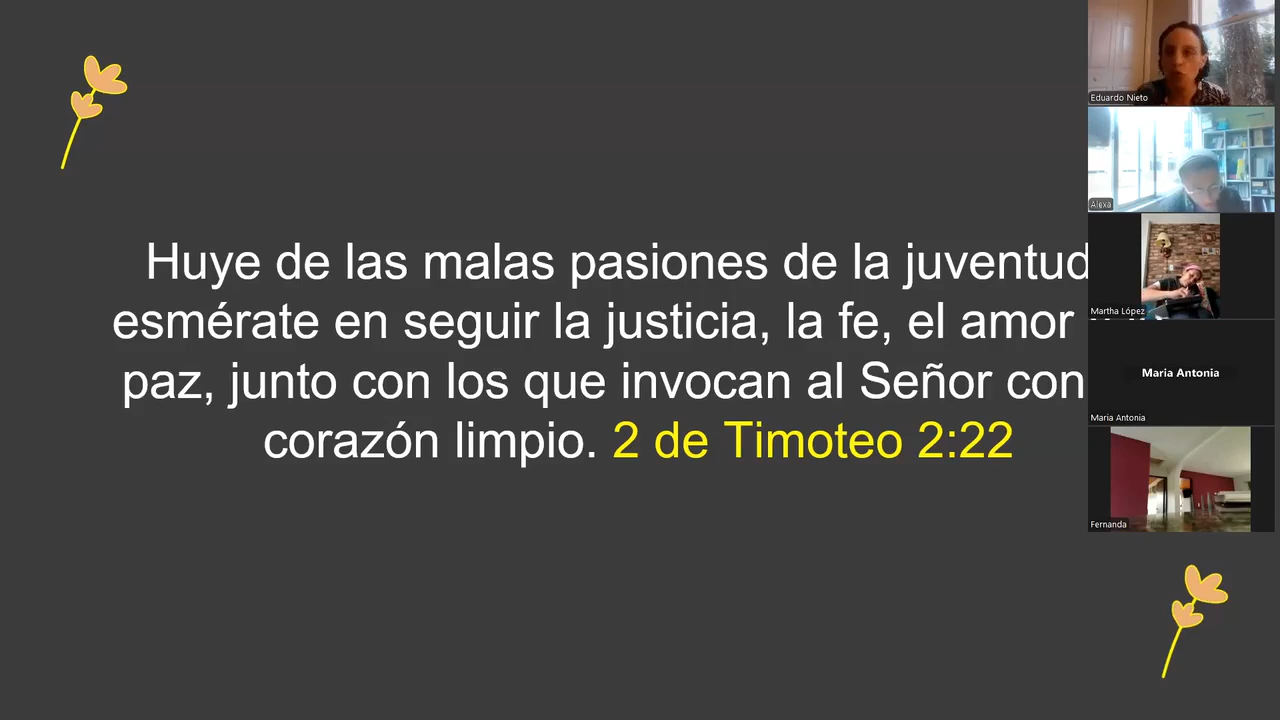 Huye de las malas pasiones de la juventud
esmérate en seguir la justicia, la fe, el amor
paz, junto con los que invocan al Señor con
corazón limpio. 2 de Timoteo 2:22
Eduardo Nieto
Alexa
Martha López
Maria Antonia
Maria Antonia
Fernanda